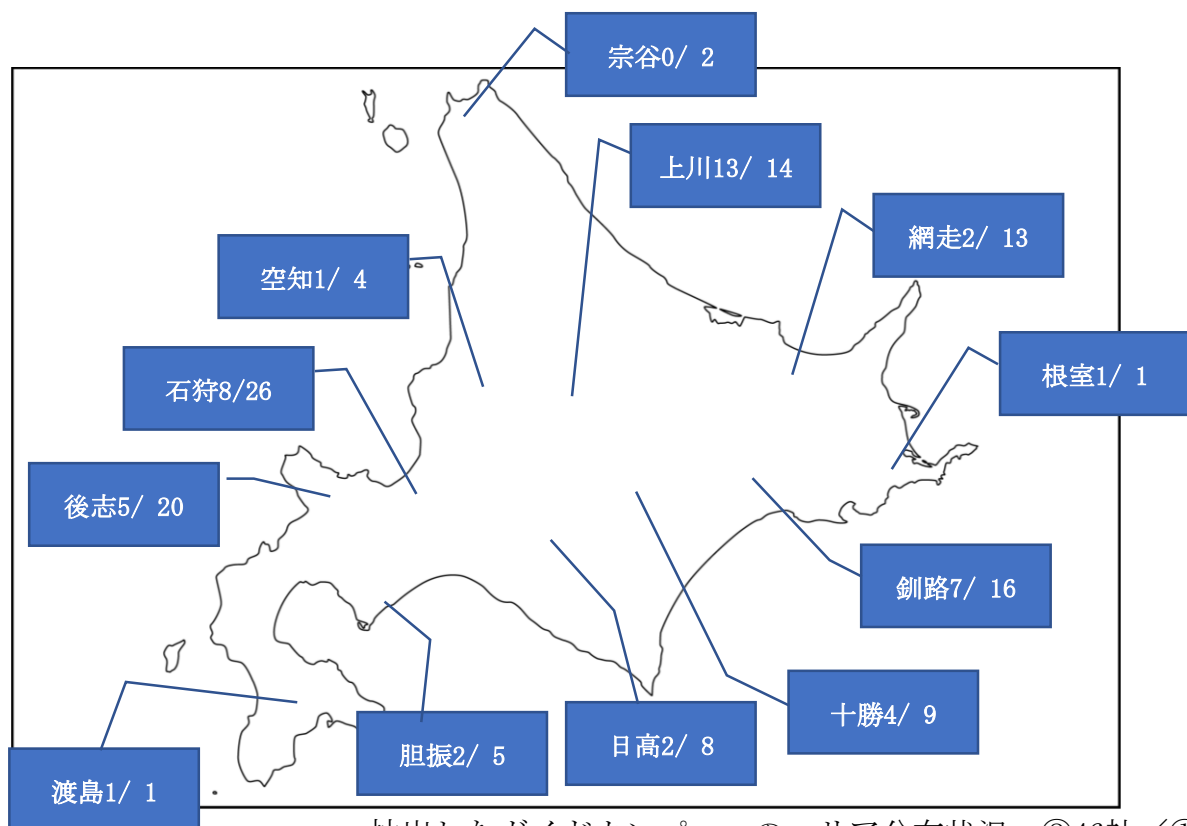 宗谷0/ 2
上川13/ 14
網走2/ 13
空知1/ 4
石狩8/26
根室1/ 1
後志5/ 20
釧路7/ 16
十勝4/ 9
日高2/ 8
胆振2/ 5
渡島1/ 1